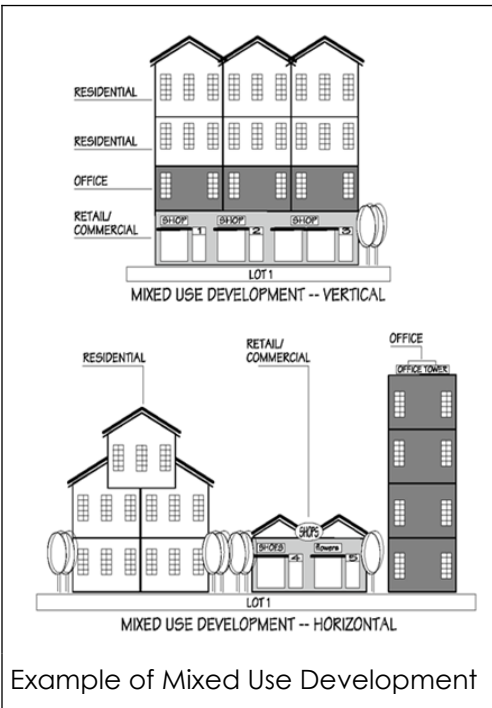 RESIDENTIAL
RESIDENTIAL
OFFICE
RETAIL/
COMMERCIAL
SHOP SHOP SHOP
1 2 3
LOT 1
MIXED USE DEVELOPMENT -- VERTICAL
OFFICE
RETAIL/
COMMERCIAL
RESIDENTIAL
OFFICE TOWER
SHOPS
SHOPS flowers
4 5
LOT 1
MIXED USE DEVELOPMENT -- HORIZONTAL
Example of Mixed Use Development